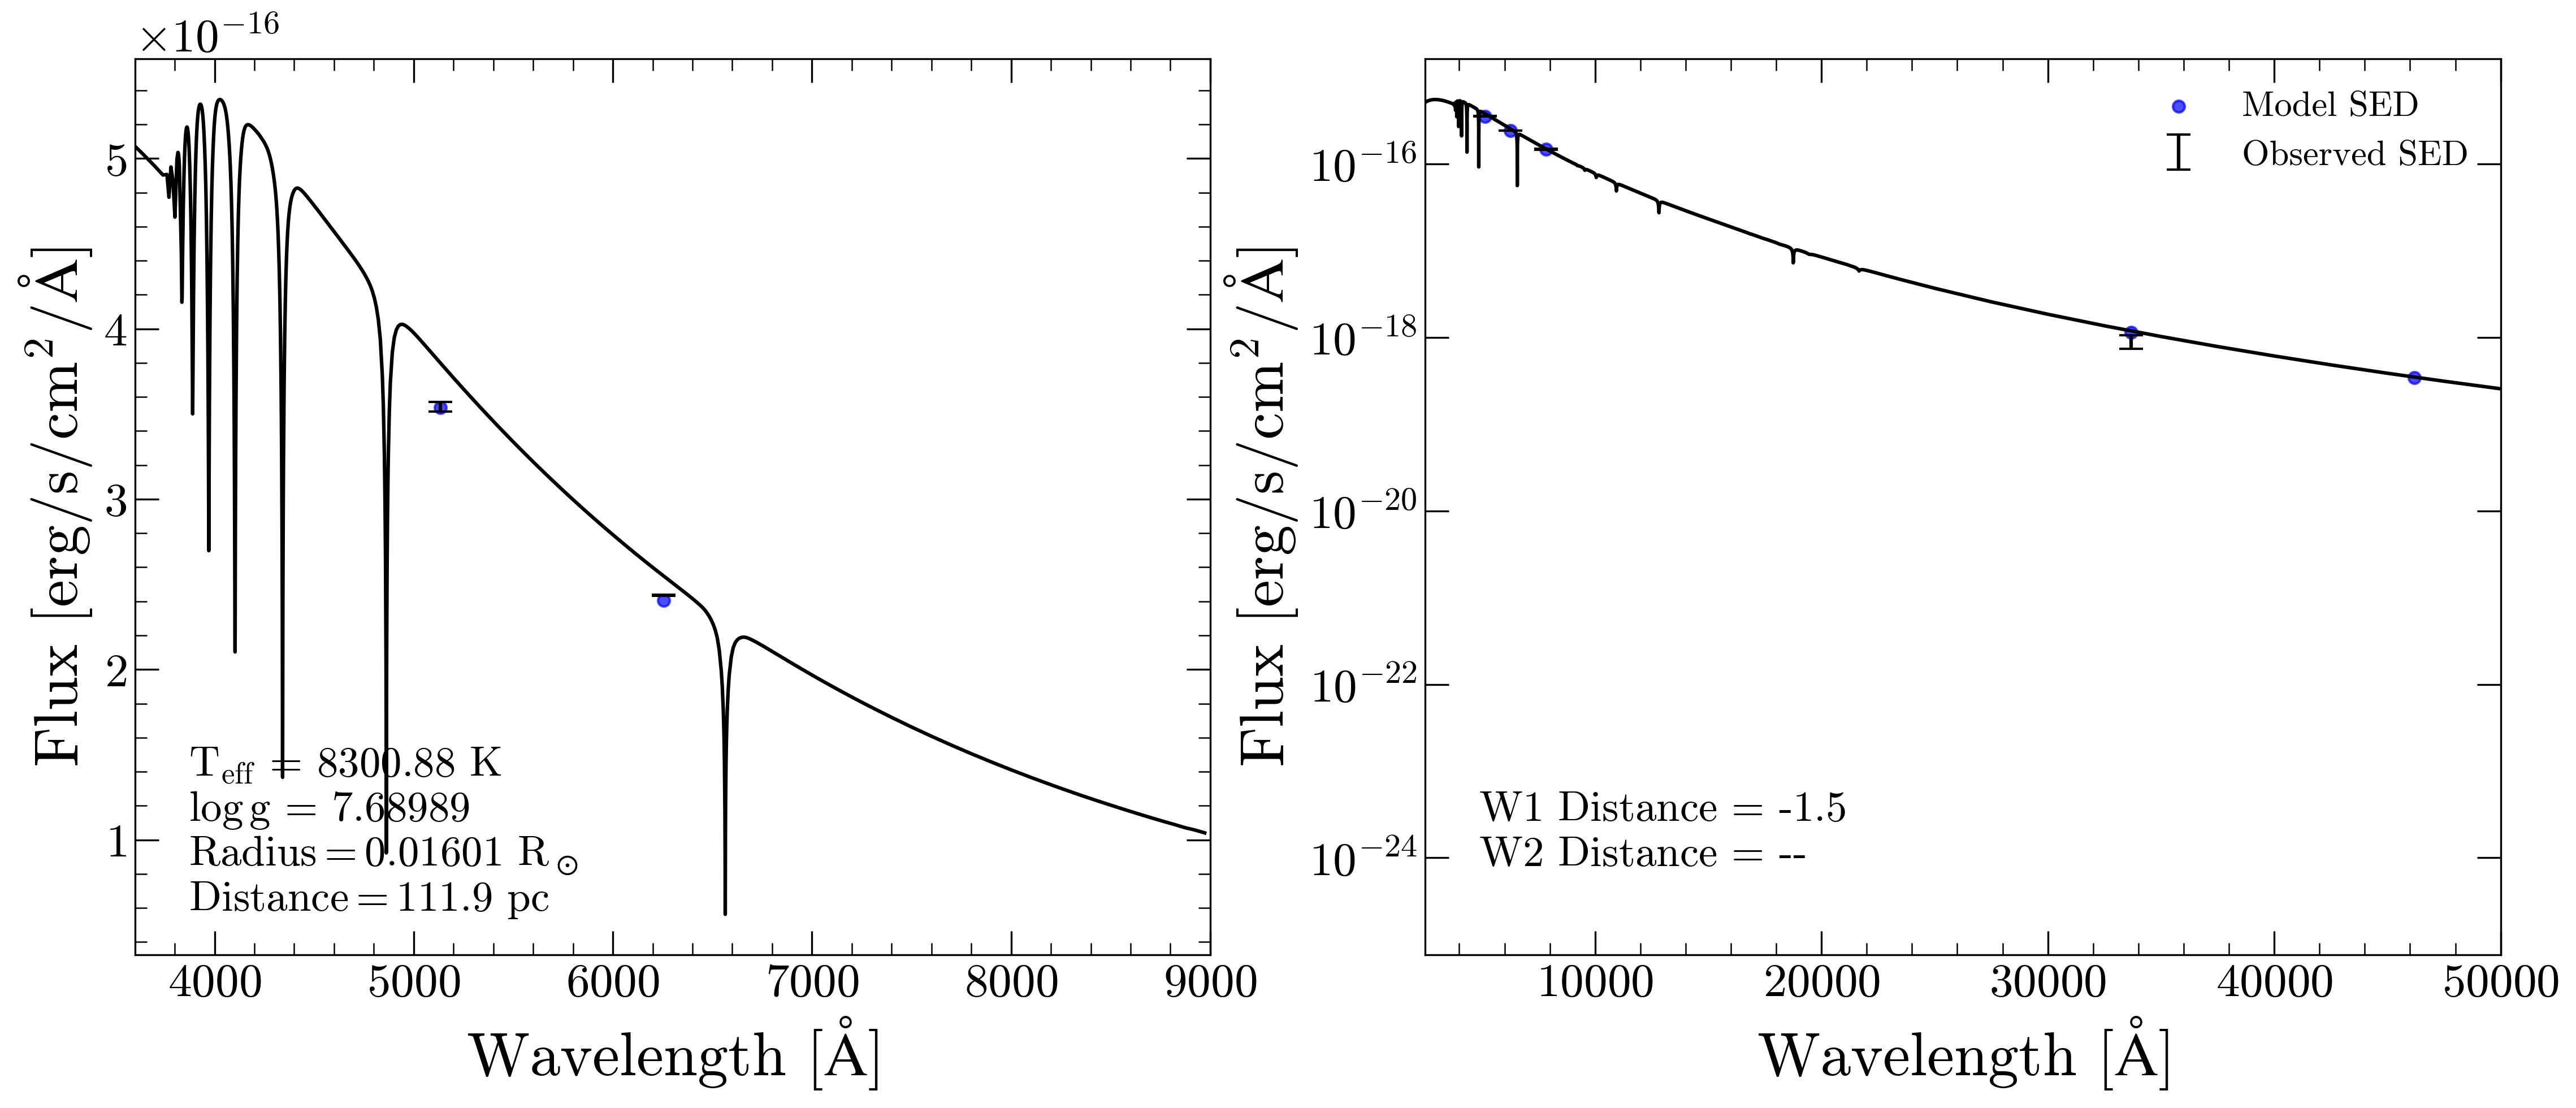 ×10⁻¹⁶
5
4
3
2
1
Flux [erg/s/cm²/Å]
T_eff = 8300.88 K
log g = 7.68989
Radius = 0.01601 R_⊙
Distance = 111.9 pc
4000 5000 6000 7000 8000 9000
Wavelength [Å]
Model SED
Observed SED
10⁻¹⁶
10⁻¹⁸
10⁻²⁰
10⁻²²
10⁻²⁴
Flux [erg/s/cm²/Å]
W1 Distance = -1.5
W2 Distance = --
10000 20000 30000 40000 50000
Wavelength [Å]